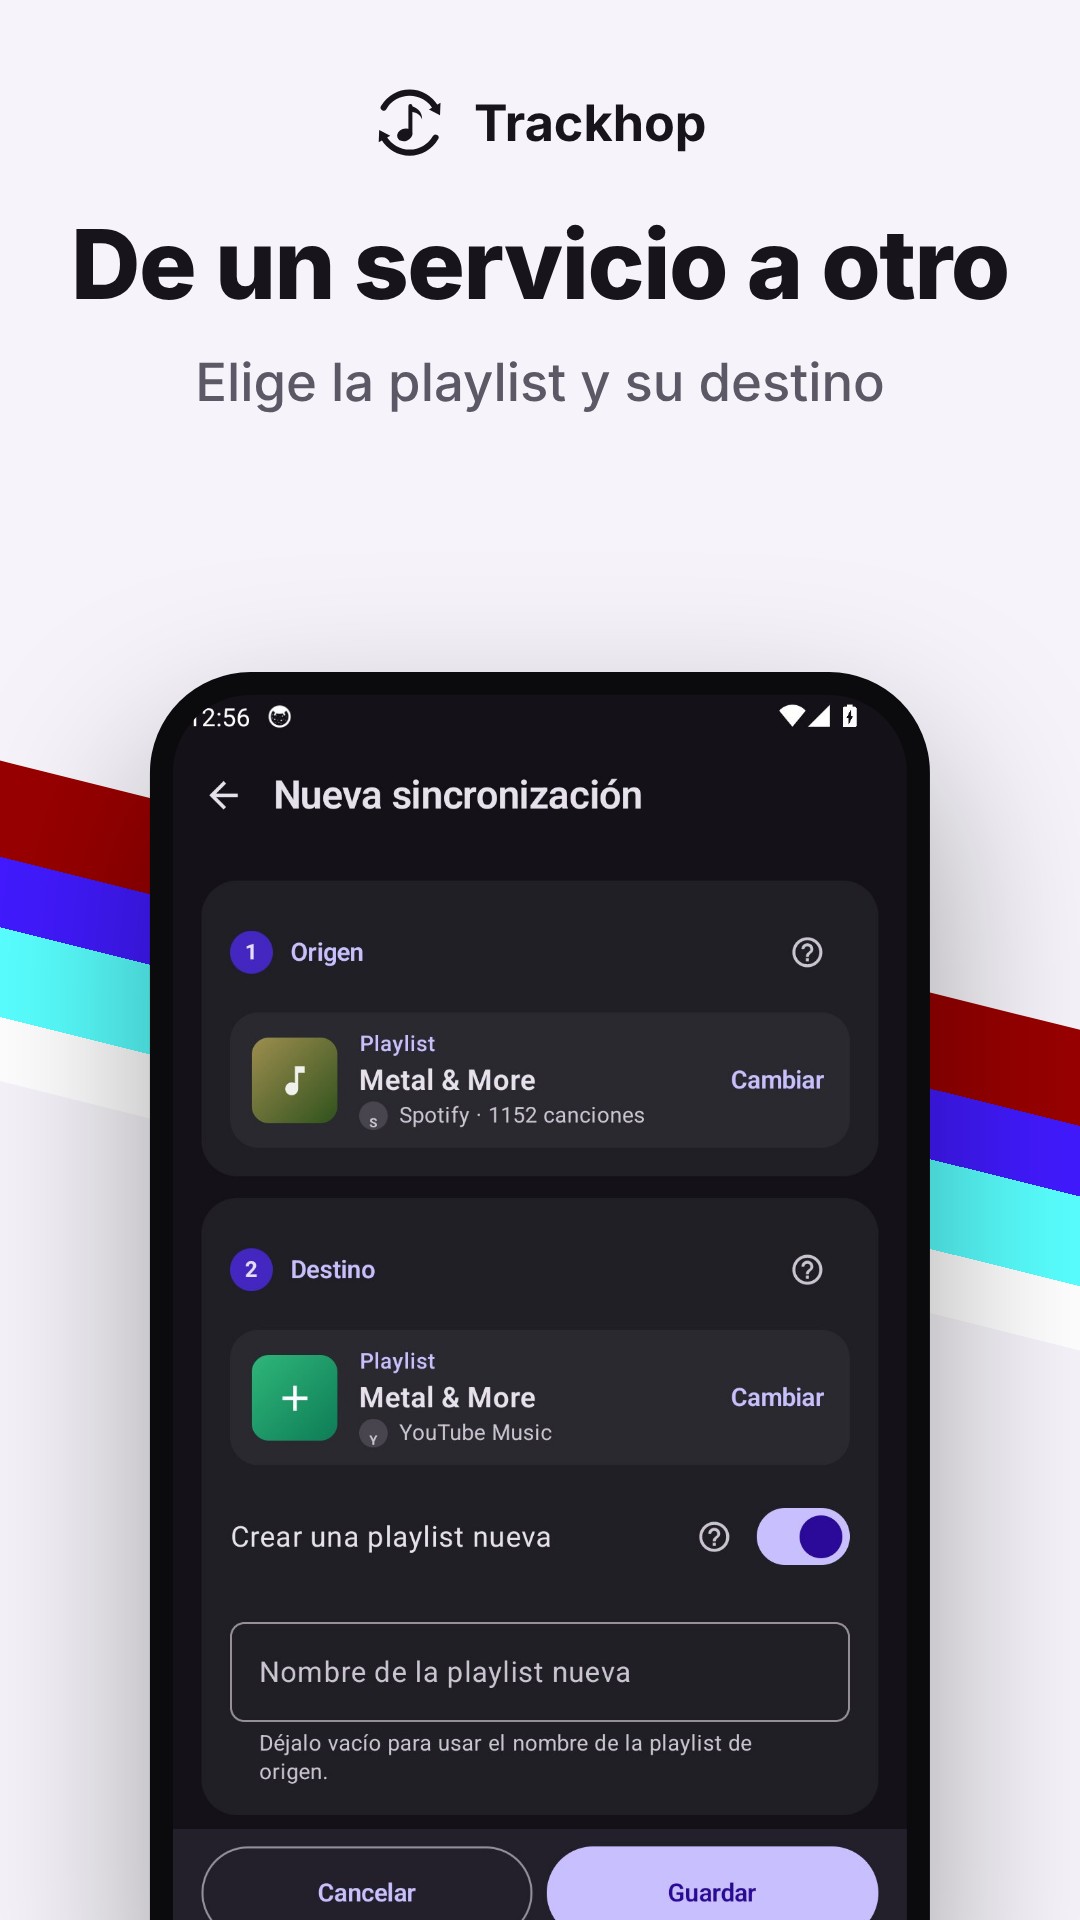 Trackhop
De un servicio a otro
Elige la playlist y su destino
12:56
Nueva sincronización
1 Origen
Playlist
Metal & More
Cambiar
S Spotify · 1152 canciones
2 Destino
Playlist
Metal & More
Cambiar
Y YouTube Music
Crear una playlist nueva
Nombre de la playlist nueva
Déjalo vacío para usar el nombre de la playlist de
origen.
Cancelar
Guardar